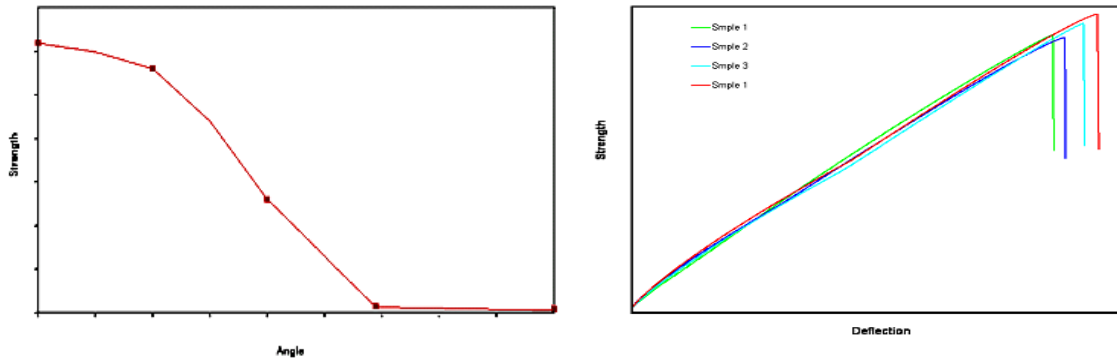 Strength
Angle
Smple 1
Smple 2
Smple 3
Smple 1
Strength
Deflection